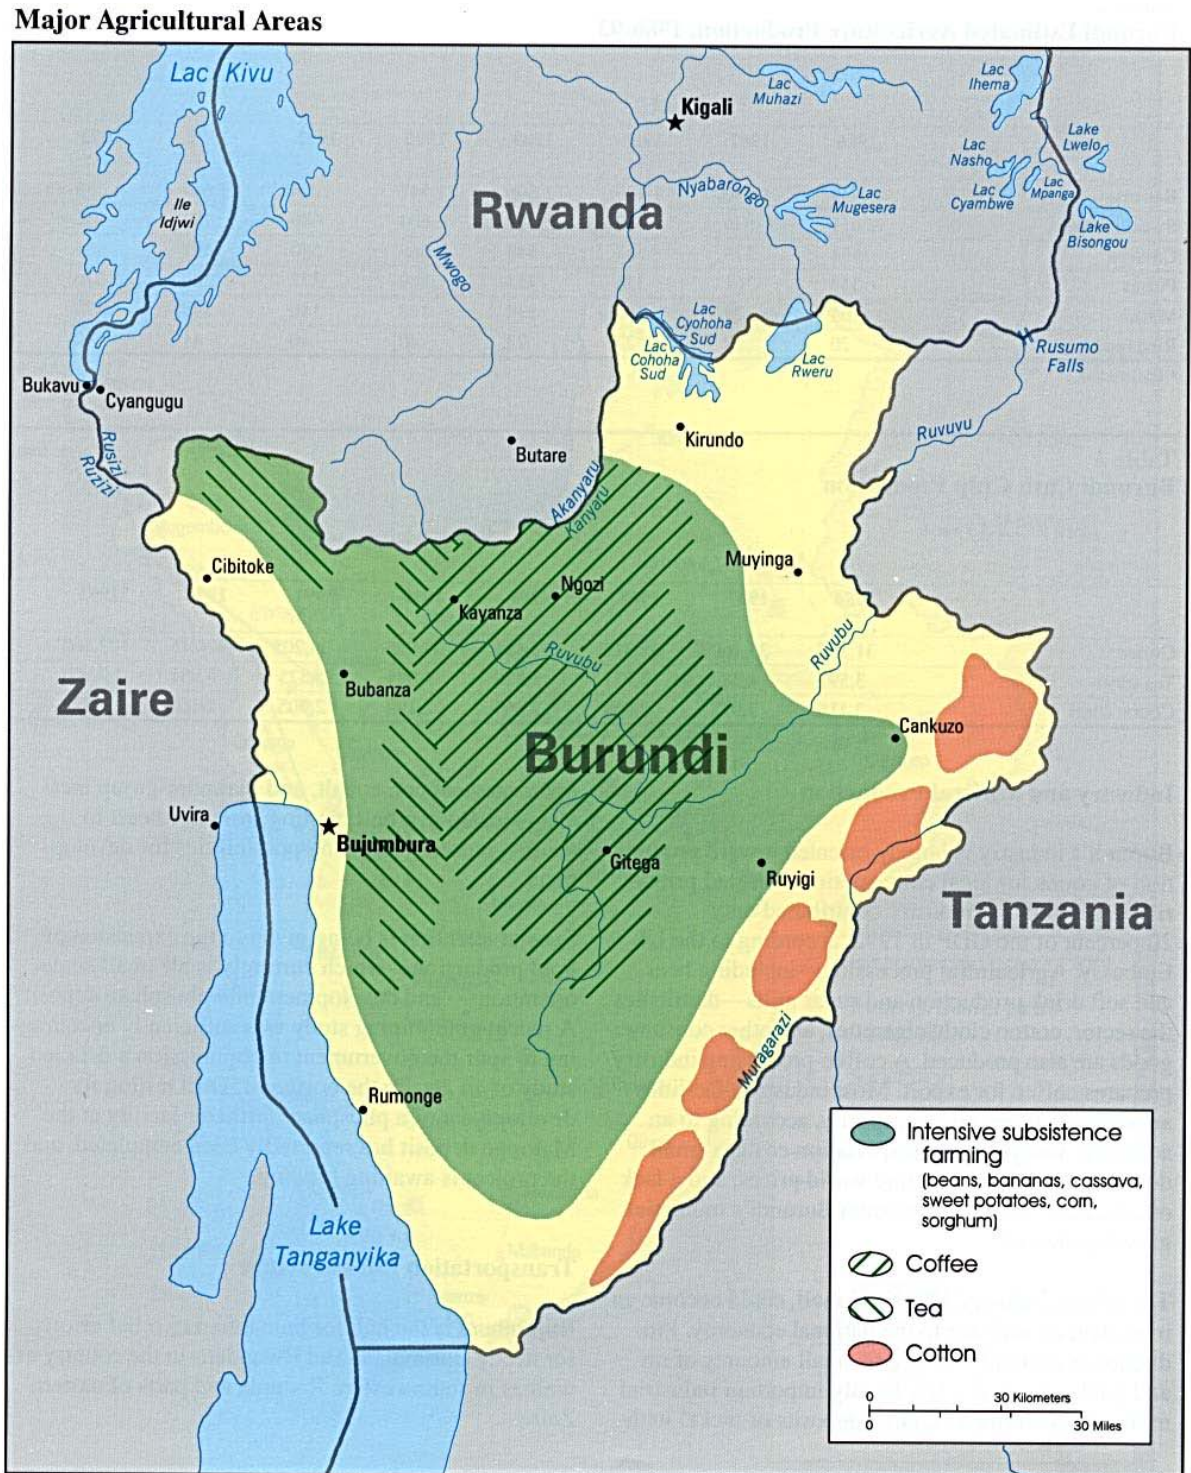 Major Agricultural Areas
Lac Kivu
Ile
Idjwi
Lac
Muhazi
Kigali
Lac
Ihema
Lake
Lwelo
Lac
Nasho
Lac
Cyambwe
Lac
Mpanga
Lake
Bisongou
Nyabarongo
Lac
Mugesera
Rwanda
Mwogo
Lac
Cyohoha
Sud
Lac
Cohoha
Sud
Lac
Rweru
Rusumo
Falls
Bukavu
Cyangugu
Rusizi
Ruzizi
Butare
Kirundo
Ruvuvu
Akanyaru
Kanyaru
Cibitoke
Muyinga
Ngozi
Kayanza
Ruvubu
Ruvubu
Bubanza
Zaire
Cankuzo
Burundi
Uvira
Bujumbura
Gitega
Ruyigi
Tanzania
Muragarazi
Rumonge
Lake
Tanganyika
Intensive subsistence
farming
(beans, bananas, cassava,
sweet potatoes, corn,
sorghum)
Coffee
Tea
Cotton
0 30 Kilometers
0 30 Miles